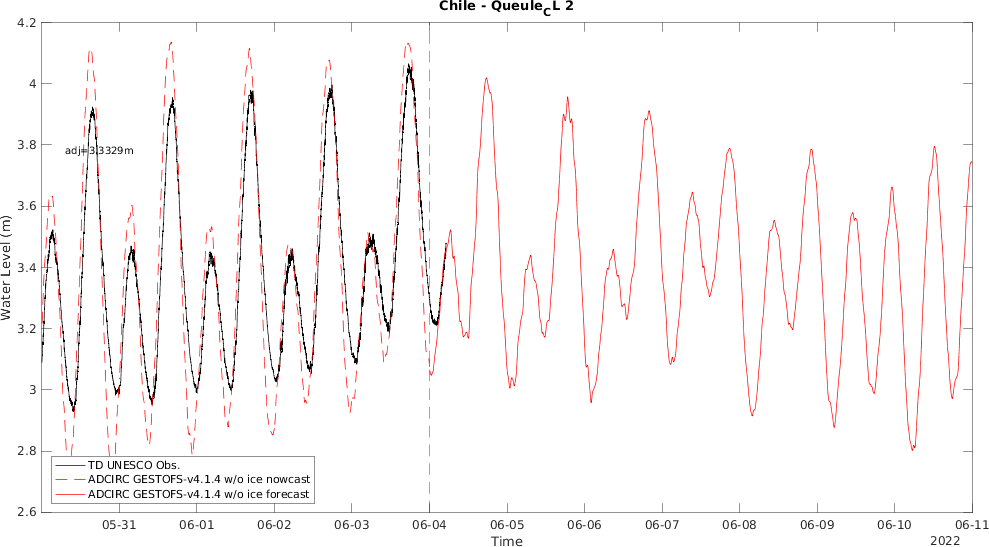 Chile - Queule_CL 2
4.2
4
3.8
3.6
3.4
3.2
3
2.8
2.6
Water Level (m)
adj=3.3329m
TD UNESCO Obs.
ADCIRC GESTOFS-v4.1.4 w/o ice nowcast
ADCIRC GESTOFS-v4.1.4 w/o ice forecast
05-31 06-01 06-02 06-03 06-04 06-05 06-06 06-07 06-08 06-09 06-10 06-11
Time
2022